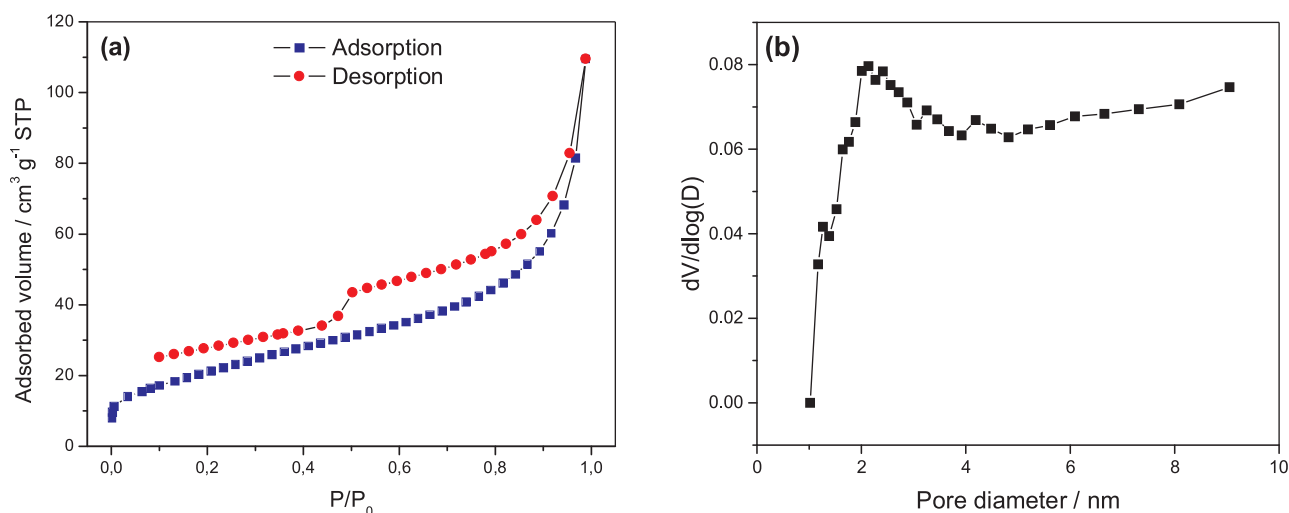 (a)
Adsorption
Desorption
Adsorbed volume / cm³ g⁻¹ STP
120
100
80
60
40
20
0
0,0 0,2 0,4 0,6 0,8 1,0
P/P₀
(b)
dV/dlog(D)
0.08
0.06
0.04
0.02
0.00
0 2 4 6 8 10
Pore diameter / nm